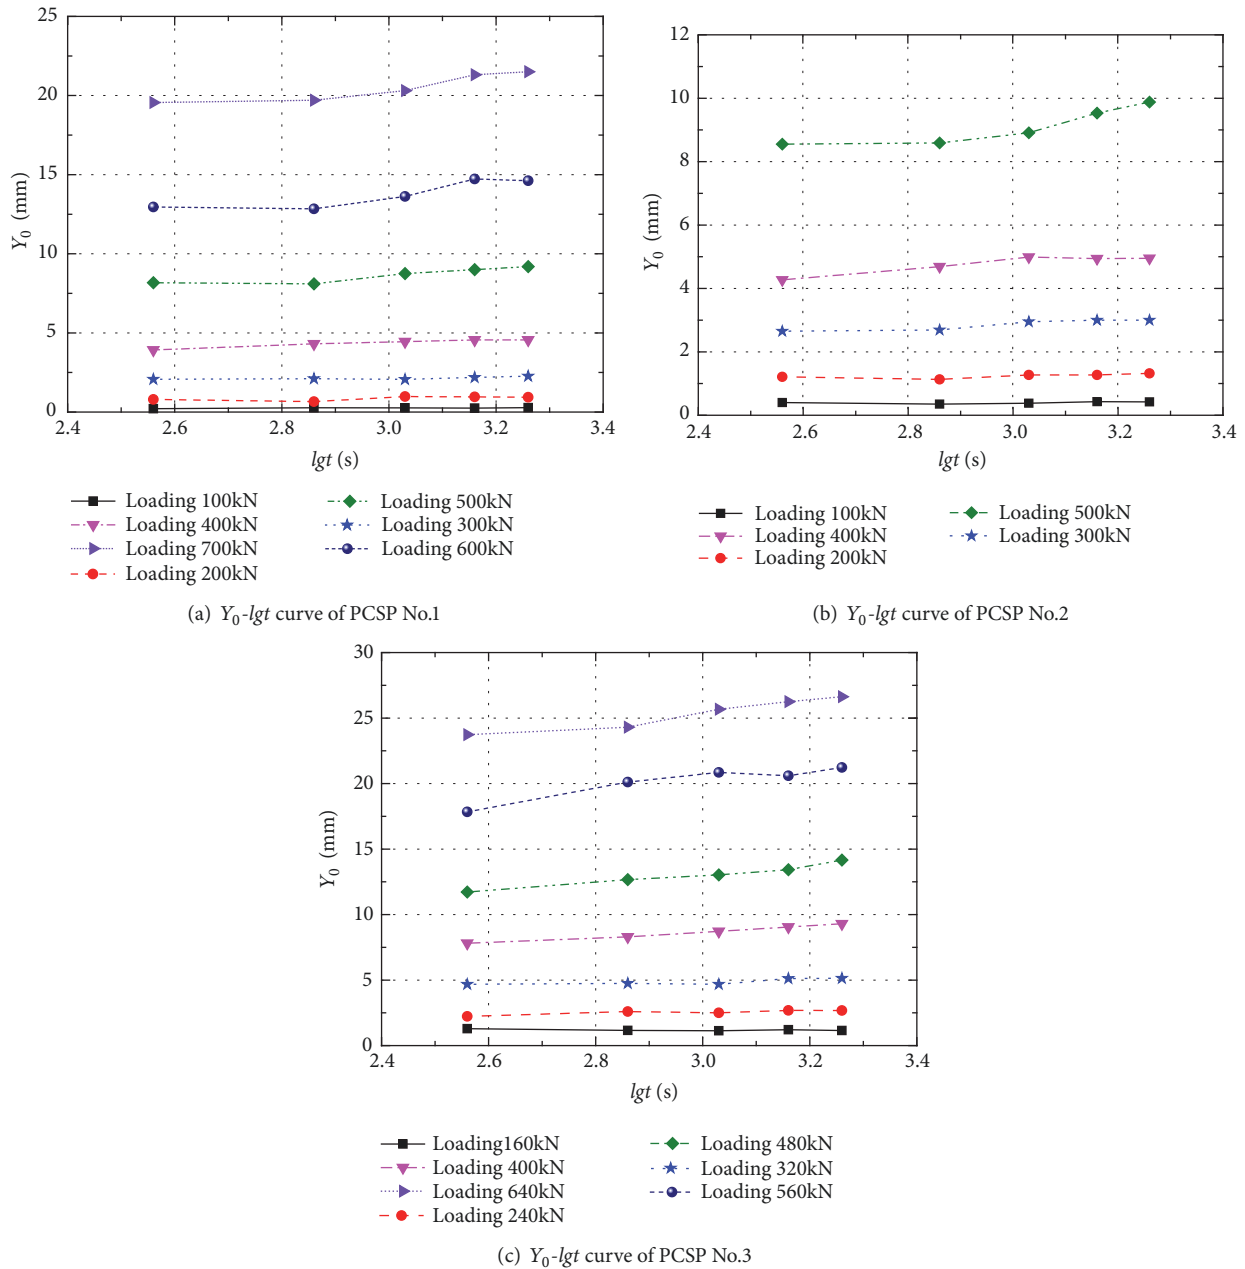 25
20
15
10
5
0
Y0 (mm)
2.4 2.6 2.8 3.0 3.2 3.4
lgt (s)
Loading 100kN
Loading 400kN
Loading 700kN
Loading 200kN
Loading 500kN
Loading 300kN
Loading 600kN
(a) Y0-lgt curve of PCSP No.1
12
10
8
6
4
2
0
Y0 (mm)
2.4 2.6 2.8 3.0 3.2 3.4
lgt (s)
Loading 100kN
Loading 400kN
Loading 200kN
Loading 500kN
Loading 300kN
(b) Y0-lgt curve of PCSP No.2
30
25
20
15
10
5
0
Y0 (mm)
2.4 2.6 2.8 3.0 3.2 3.4
lgt (s)
Loading160kN
Loading 400kN
Loading 640kN
Loading 240kN
Loading 480kN
Loading 320kN
Loading 560kN
(c) Y0-lgt curve of PCSP No.3